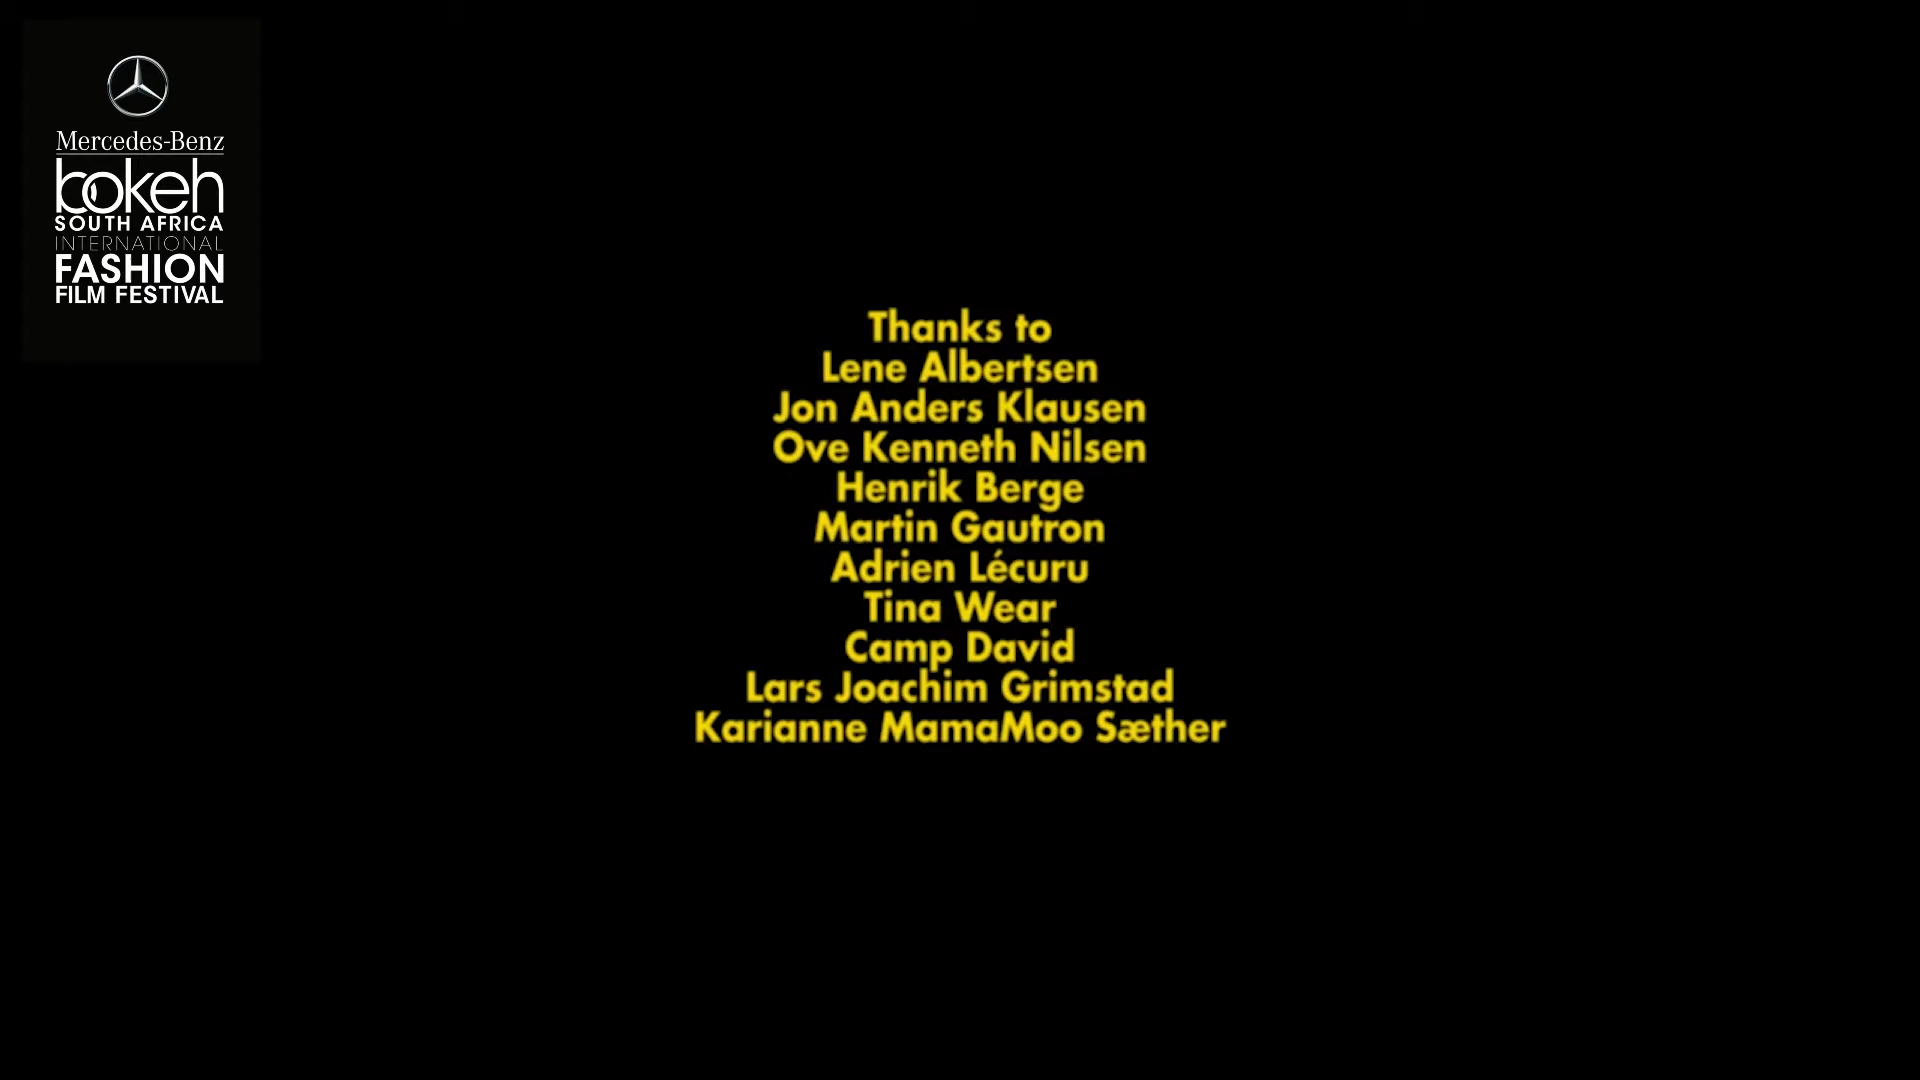 Mercedes-Benz
bokeh
SOUTH AFRICA
INTERNATIONAL
FASHION
FILM FESTIVAL
Thanks to
Lene Albertsen
Jon Anders Klausen
Ove Kenneth Nilsen
Henrik Berge
Martin Gautron
Adrien Lécuru
Tina Wear
Camp David
Lars Joachim Grimstad
Karianne MamaMoo Sæther